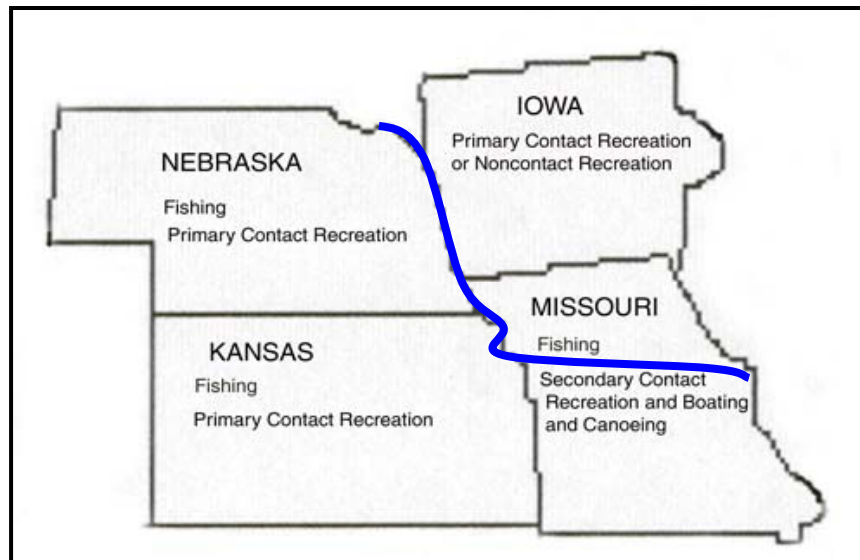 IOWA
Primary Contact Recreation
or Noncontact Recreation
NEBRASKA
Fishing
Primary Contact Recreation
MISSOURI
Fishing
Secondary Contact
Recreation and Boating
and Canoeing
KANSAS
Fishing
Primary Contact Recreation